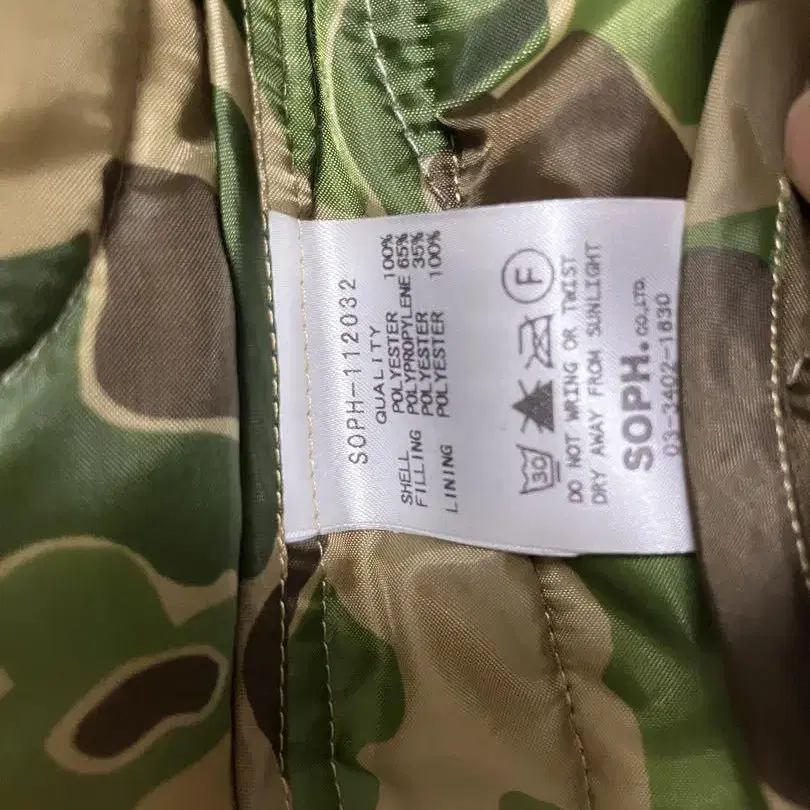 SOPH-112032
QUALITY
SHELL POLYESTER 100%
FILLING POLYPROPYLENE 65%
POLYESTER 35%
LINING POLYESTER 100%
30 F
DO NOT WRING OR TWIST
DRY AWAY FROM SUNLIGHT
SOPH.CO.,LTD.
03-3402-1830